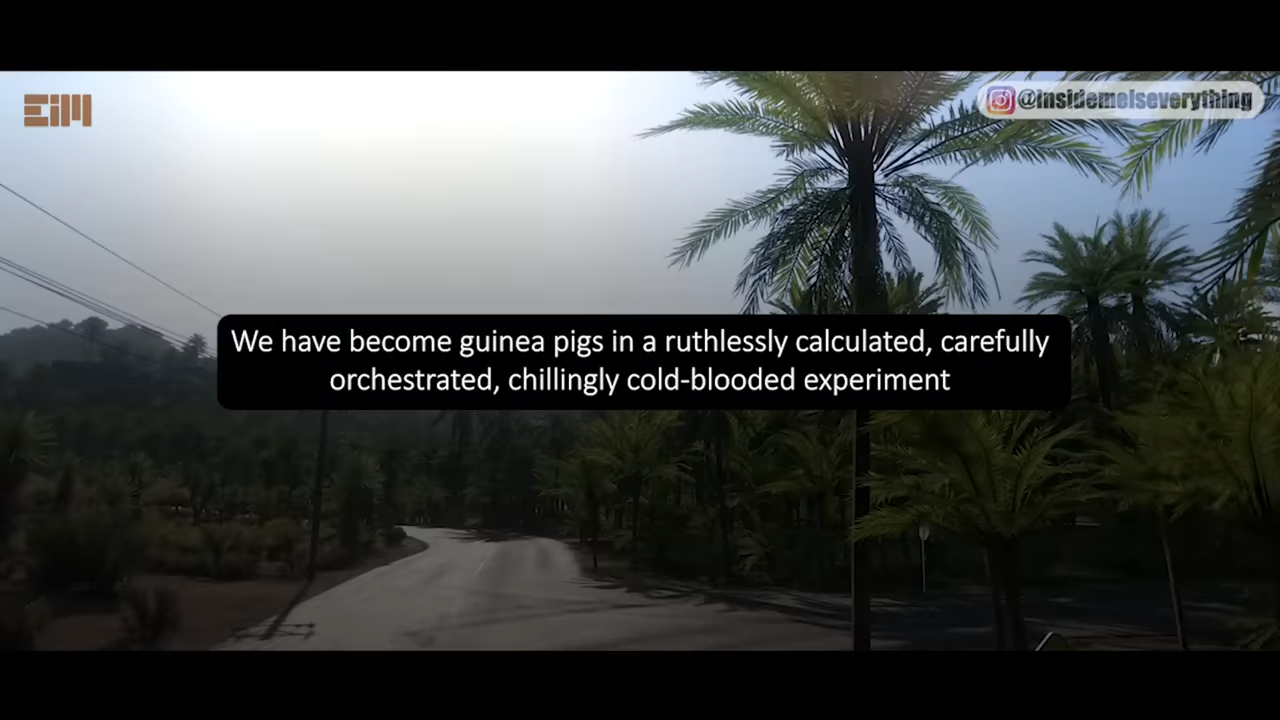 EIM
@insidemeiseverything
We have become guinea pigs in a ruthlessly calculated, carefully
orchestrated, chillingly cold-blooded experiment